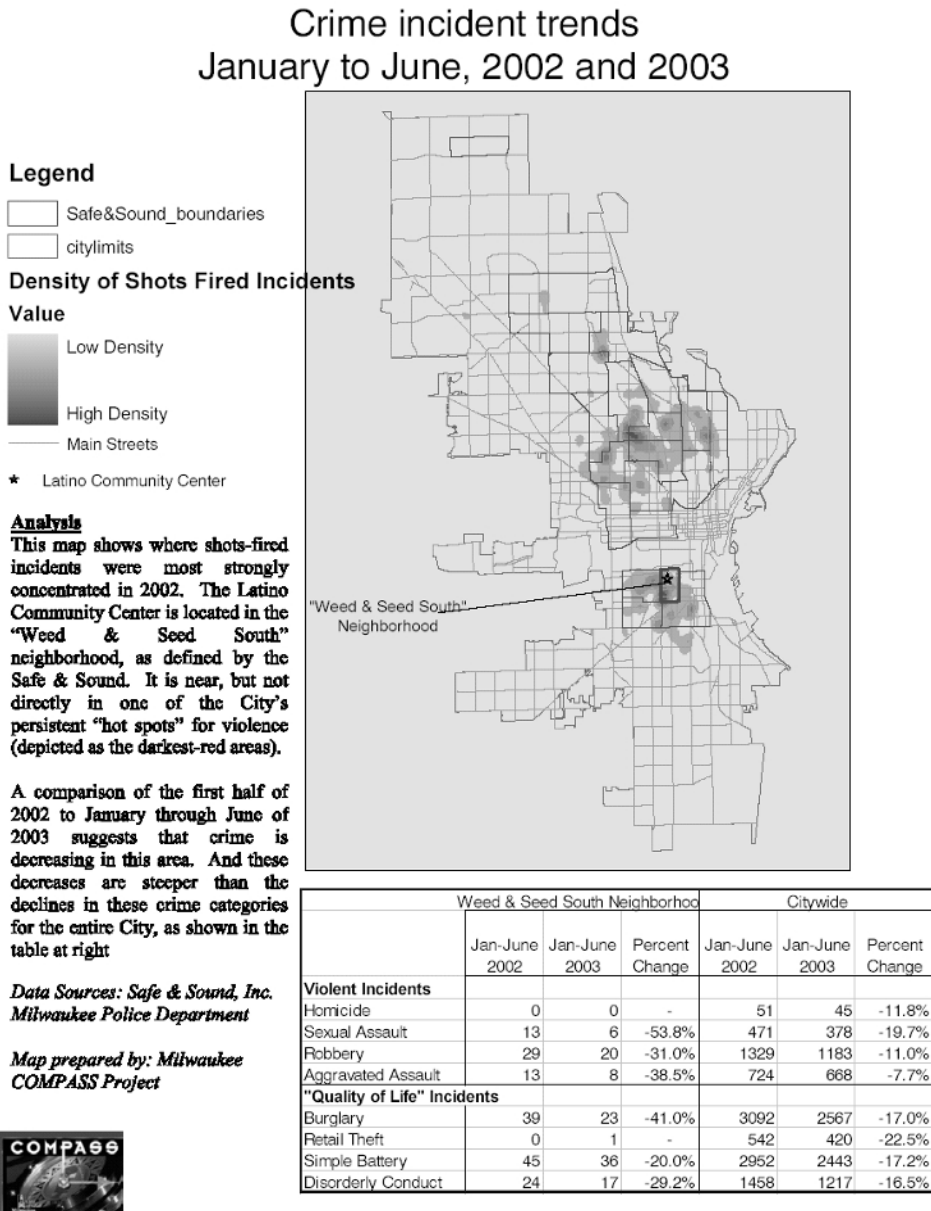 Crime incident trends
January to June, 2002 and 2003
Legend
Safe&Sound_boundaries
citylimits
Density of Shots Fired Incidents
Value
Low Density
High Density
Main Streets
Latino Community Center
Analysis
This map shows where shots-fired
incidents were most strongly
concentrated in 2002. The Latino
Community Center is located in the
“Weed & Seed South”
neighborhood, as defined by the
Safe & Sound. It is near, but not
directly in one of the City’s
persistent “hot spots” for violence
(depicted as the darkest-red areas).
A comparison of the first half of
2002 to January through June of
2003 suggests that crime is
decreasing in this area. And these
decreases are steeper than the
declines in these crime categories
for the entire City, as shown in the
table at right
Data Sources: Safe & Sound, Inc.
Milwaukee Police Department
Map prepared by: Milwaukee
COMPASS Project
COMPASS
"Weed & Seed South"
Neighborhood
Weed & Seed South Neighborhoo Citywide
Jan-June Jan-June Percent Jan-June Jan-June Percent
2002 2003 Change 2002 2003 Change
Violent Incidents
Homicide 0 0 - 51 45 -11.8%
Sexual Assault 13 6 -53.8% 471 378 -19.7%
Robbery 29 20 -31.0% 1329 1183 -11.0%
Aggravated Assault 13 8 -38.5% 724 668 -7.7%
"Quality of Life" Incidents
Burglary 39 23 -41.0% 3092 2567 -17.0%
Retail Theft 0 1 - 542 420 -22.5%
Simple Battery 45 36 -20.0% 2952 2443 -17.2%
Disorderly Conduct 24 17 -29.2% 1458 1217 -16.5%